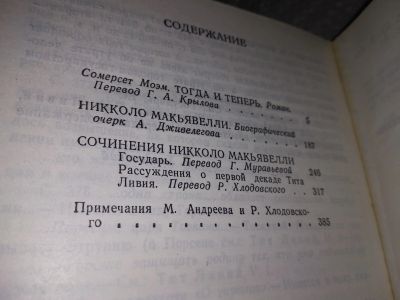 СОДЕРЖАНИЕ
Сомерсет Моэм. ТОГДА И ТЕПЕРЬ. Роман.
Перевод Г. А. Крылова . . . . . . . 5
НИККОЛО МАКЬЯВЕЛЛИ. Биографический
очерк А. Дживелегова . . . . . . 187
СОЧИНЕНИЯ НИККОЛО МАКЬЯВЕЛЛИ
Государь. Перевод Г. Муравьевой . . 246
Рассуждения о первой декаде Тита
Ливия. Перевод Р. Хлодовского . . 317
Примечания М. Андреева и Р. Хлодовско-
го . . . . . . . . . . . 385